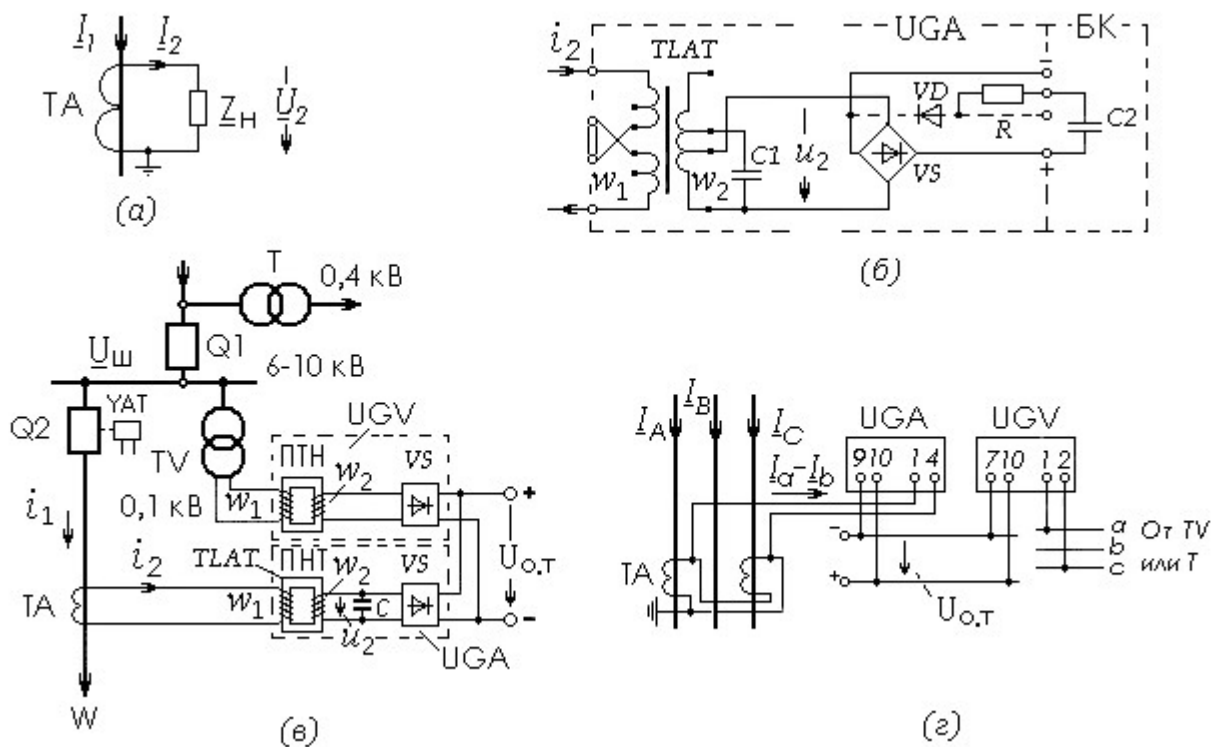 I1 I2
TA
Zн
U2
(а)
UGA БК
i2
TLAT
VD
R
C2
w1 w2
C1
u2
VS
−
+
(б)
T
0,4 кВ
Q1
Uш
6-10 кВ
Q2
YAT
TV
0,1 кВ
UGV
ПТН
VS
w1
w2
+
i1
i2
TLAT
ПНТ
w2
VS
Uо.т
TA
w1
u2
C
−
UGA
W
(в)
IA
IB
IC
UGA UGV
9 10 1 4
7 10 1 2
Ia−Ib
−
+
a От TV
b
c или T
TA
Uо.т
(г)